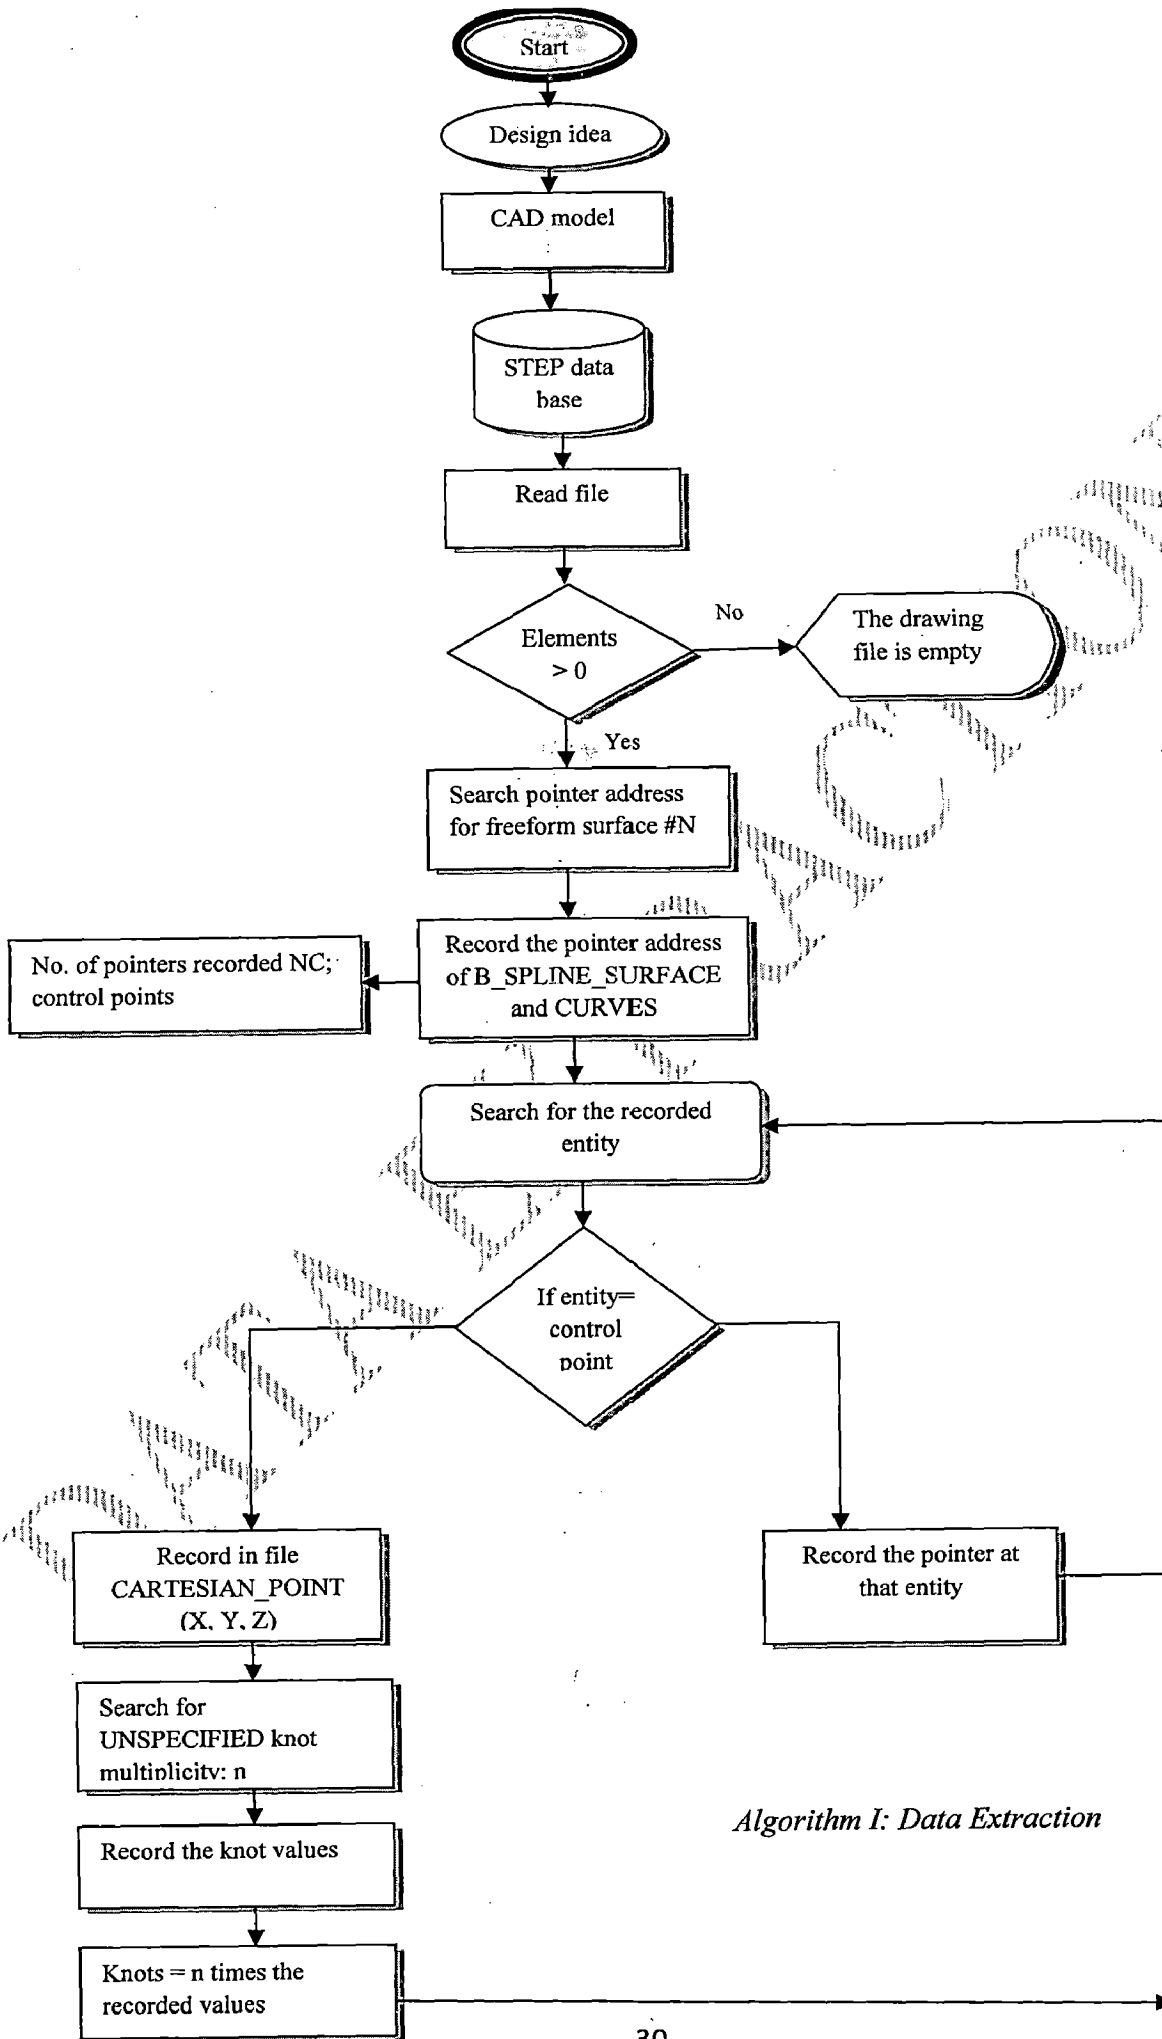 Start
Design idea
CAD model
STEP data
base
Read file
Elements
> 0
No
The drawing
file is empty
Yes
Search pointer address
for freeform surface #N
Record the pointer address
of B_SPLINE_SURFACE
and CURVES
No. of pointers recorded NC;
control points
Search for the recorded
entity
If entity=
control
point
Record in file
CARTESIAN_POINT
(X, Y, Z)
Record the pointer at
that entity
Search for
UNSPECIFIED knot
multiplicity: n
Algorithm I: Data Extraction
Record the knot values
Knots = n times the
recorded values